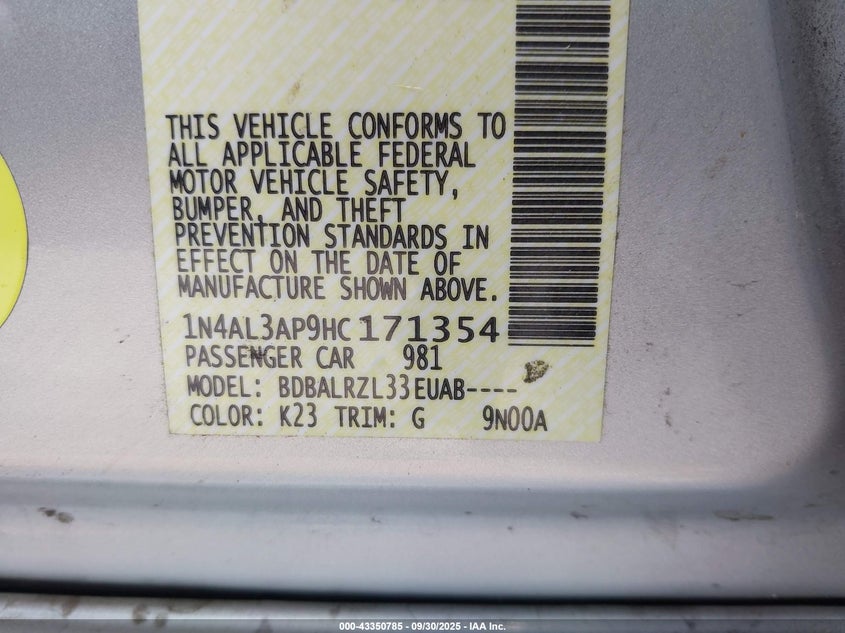 THIS VEHICLE CONFORMS TO
ALL APPLICABLE FEDERAL
MOTOR VEHICLE SAFETY,
BUMPER, AND THEFT
PREVENTION STANDARDS IN
EFFECT ON THE DATE OF
MANUFACTURE SHOWN ABOVE.
1N4AL3AP9HC171354
PASSENGER CAR 981
MODEL: BDBALRZL33EUAB----
COLOR: K23 TRIM: G 9N00A
000-43350785 - 09/30/2025 - IAA Inc.